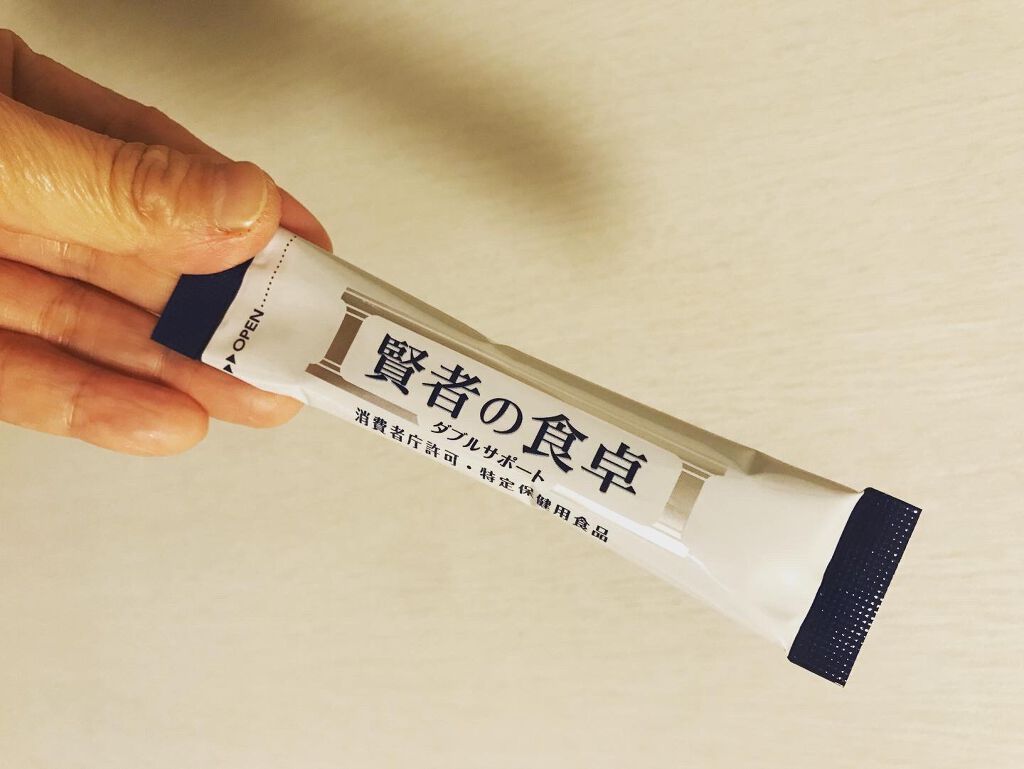 OPEN
賢者の食卓
ダブルサポート
消費者庁許可・特定保健用食品